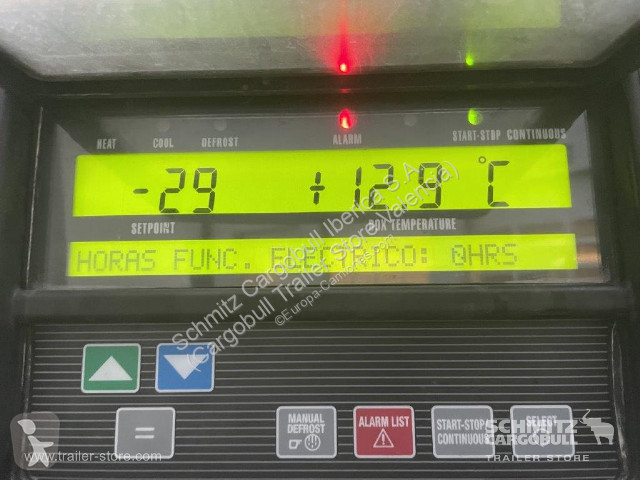 HEAT COOL DEFROST ALARM START-STOP CONTINUOUS
-29 +12.9 °C
SETPOINT BOX TEMPERATURE
HORAS FUNC. ELECTRICO: 0HRS
Schmitz Cargobull Iberica S.A.
(Cargobull Trailer Store Valencia)
MANUAL DEFROST
ALARM LIST
START-STOP CONTINUOUS
SELECT
=
www.trailer-store.com
SCHMITZ
CARGOBULL
TRAILER STORE